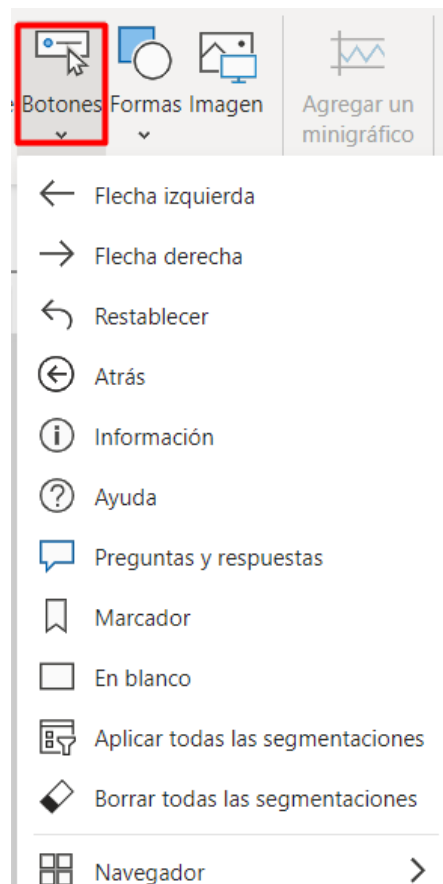 Botones Formas Imagen Agregar un
minigráfico
Flecha izquierda
Flecha derecha
Restablecer
Atrás
Información
Ayuda
Preguntas y respuestas
Marcador
En blanco
Aplicar todas las segmentaciones
Borrar todas las segmentaciones
Navegador